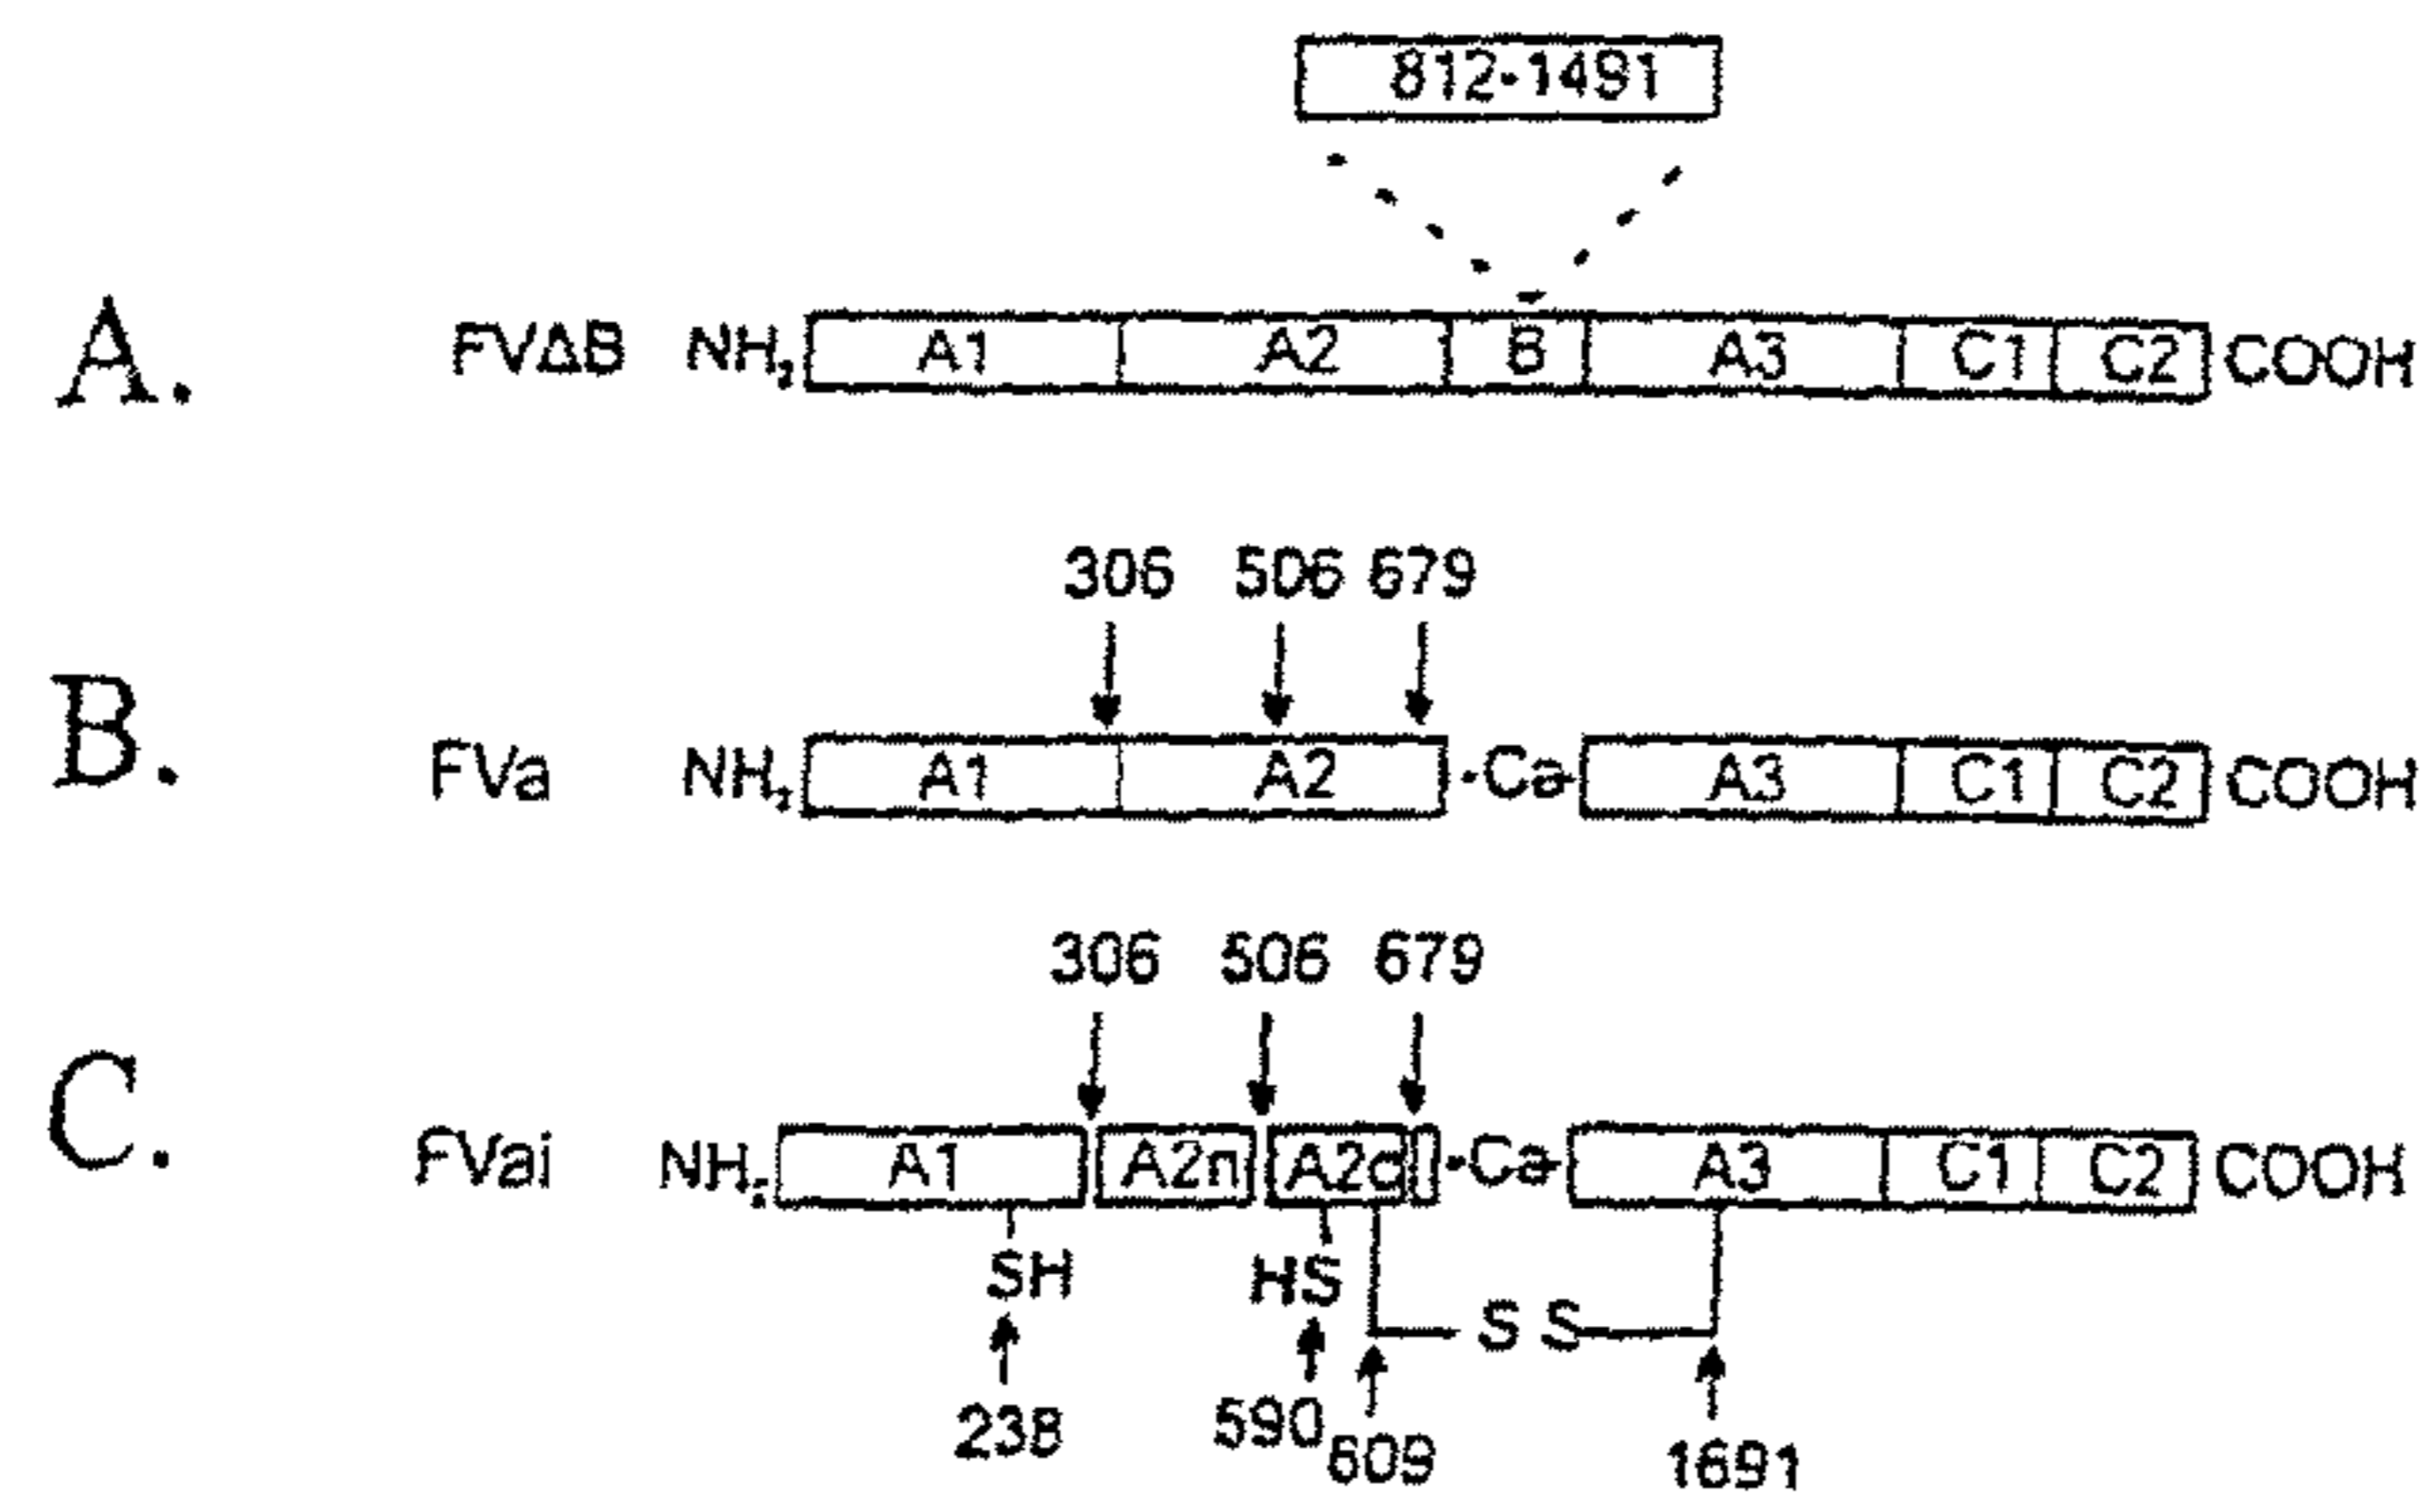 812-1491
A. FVΔB NH₂ A1 A2 B A3 C1 C2 COOH
306 506 679
B. FVa NH₂ A1 A2 -Ca- A3 C1 C2 COOH
306 506 679
C. FVai NH₂ A1 A2n A2c -Ca- A3 C1 C2 COOH
SH HS
S S
238 590 609 1691